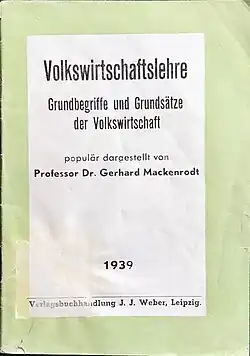 Volkswirtschaftslehre
Grundbegriffe und Grundsätze
der Volkswirtschaft
populär dargestellt von
Professor Dr. Gerhard Mackenrodt
1939
Verlagsbuchhandlung J. J. Weber, Leipzig.